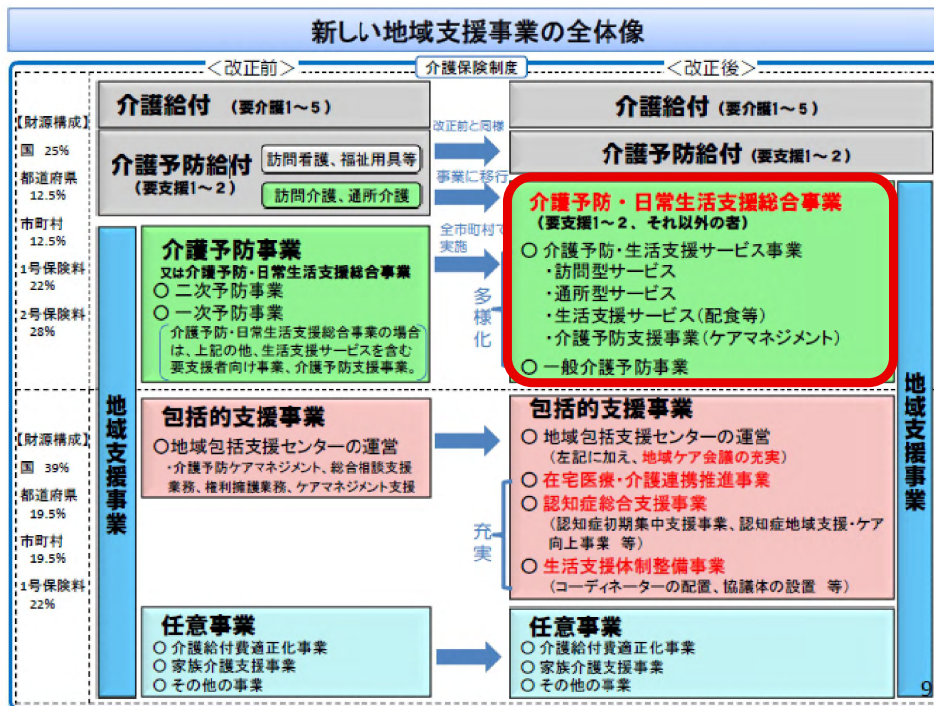 新しい地域支援事業の全体像
＜改正前＞
介護保険制度
＜改正後＞
【財源構成】
国 25%
都道府県
12.5%
市町村
12.5%
1号保険料
22%
2号保険料
28%
【財源構成】
国 39%
都道府県
19.5%
市町村
19.5%
1号保険料
22%
介護給付 （要介護1～5）
介護予防給付
（要支援1～2）
訪問看護、福祉用具等
訪問介護、通所介護
地域支援事業
介護予防事業
又は介護予防・日常生活支援総合事業
○ 二次予防事業
○ 一次予防事業
介護予防・日常生活支援総合事業の場合
は、上記の他、生活支援サービスを含む
要支援者向け事業、介護予防支援事業。
包括的支援事業
○地域包括支援センターの運営
・介護予防ケアマネジメント、総合相談支援
業務、権利擁護業務、ケアマネジメント支援
任意事業
○ 介護給付費適正化事業
○ 家族介護支援事業
○ その他の事業
改正前と同様
事業に移行
全市町村で
実施
多様化
充実
介護給付 （要介護1～5）
介護予防給付 （要支援1～2）
介護予防・日常生活支援総合事業
（要支援1～2、それ以外の者）
○ 介護予防・生活支援サービス事業
・訪問型サービス
・通所型サービス
・生活支援サービス（配食等）
・介護予防支援事業（ケアマネジメント）
○ 一般介護予防事業
包括的支援事業
○ 地域包括支援センターの運営
（左記に加え、地域ケア会議の充実）
○ 在宅医療・介護連携推進事業
○ 認知症総合支援事業
（認知症初期集中支援事業、認知症地域支援・ケア
向上事業 等）
○ 生活支援体制整備事業
（コーディネーターの配置、協議体の設置 等）
任意事業
○ 介護給付費適正化事業
○ 家族介護支援事業
○ その他の事業
地域支援事業
9